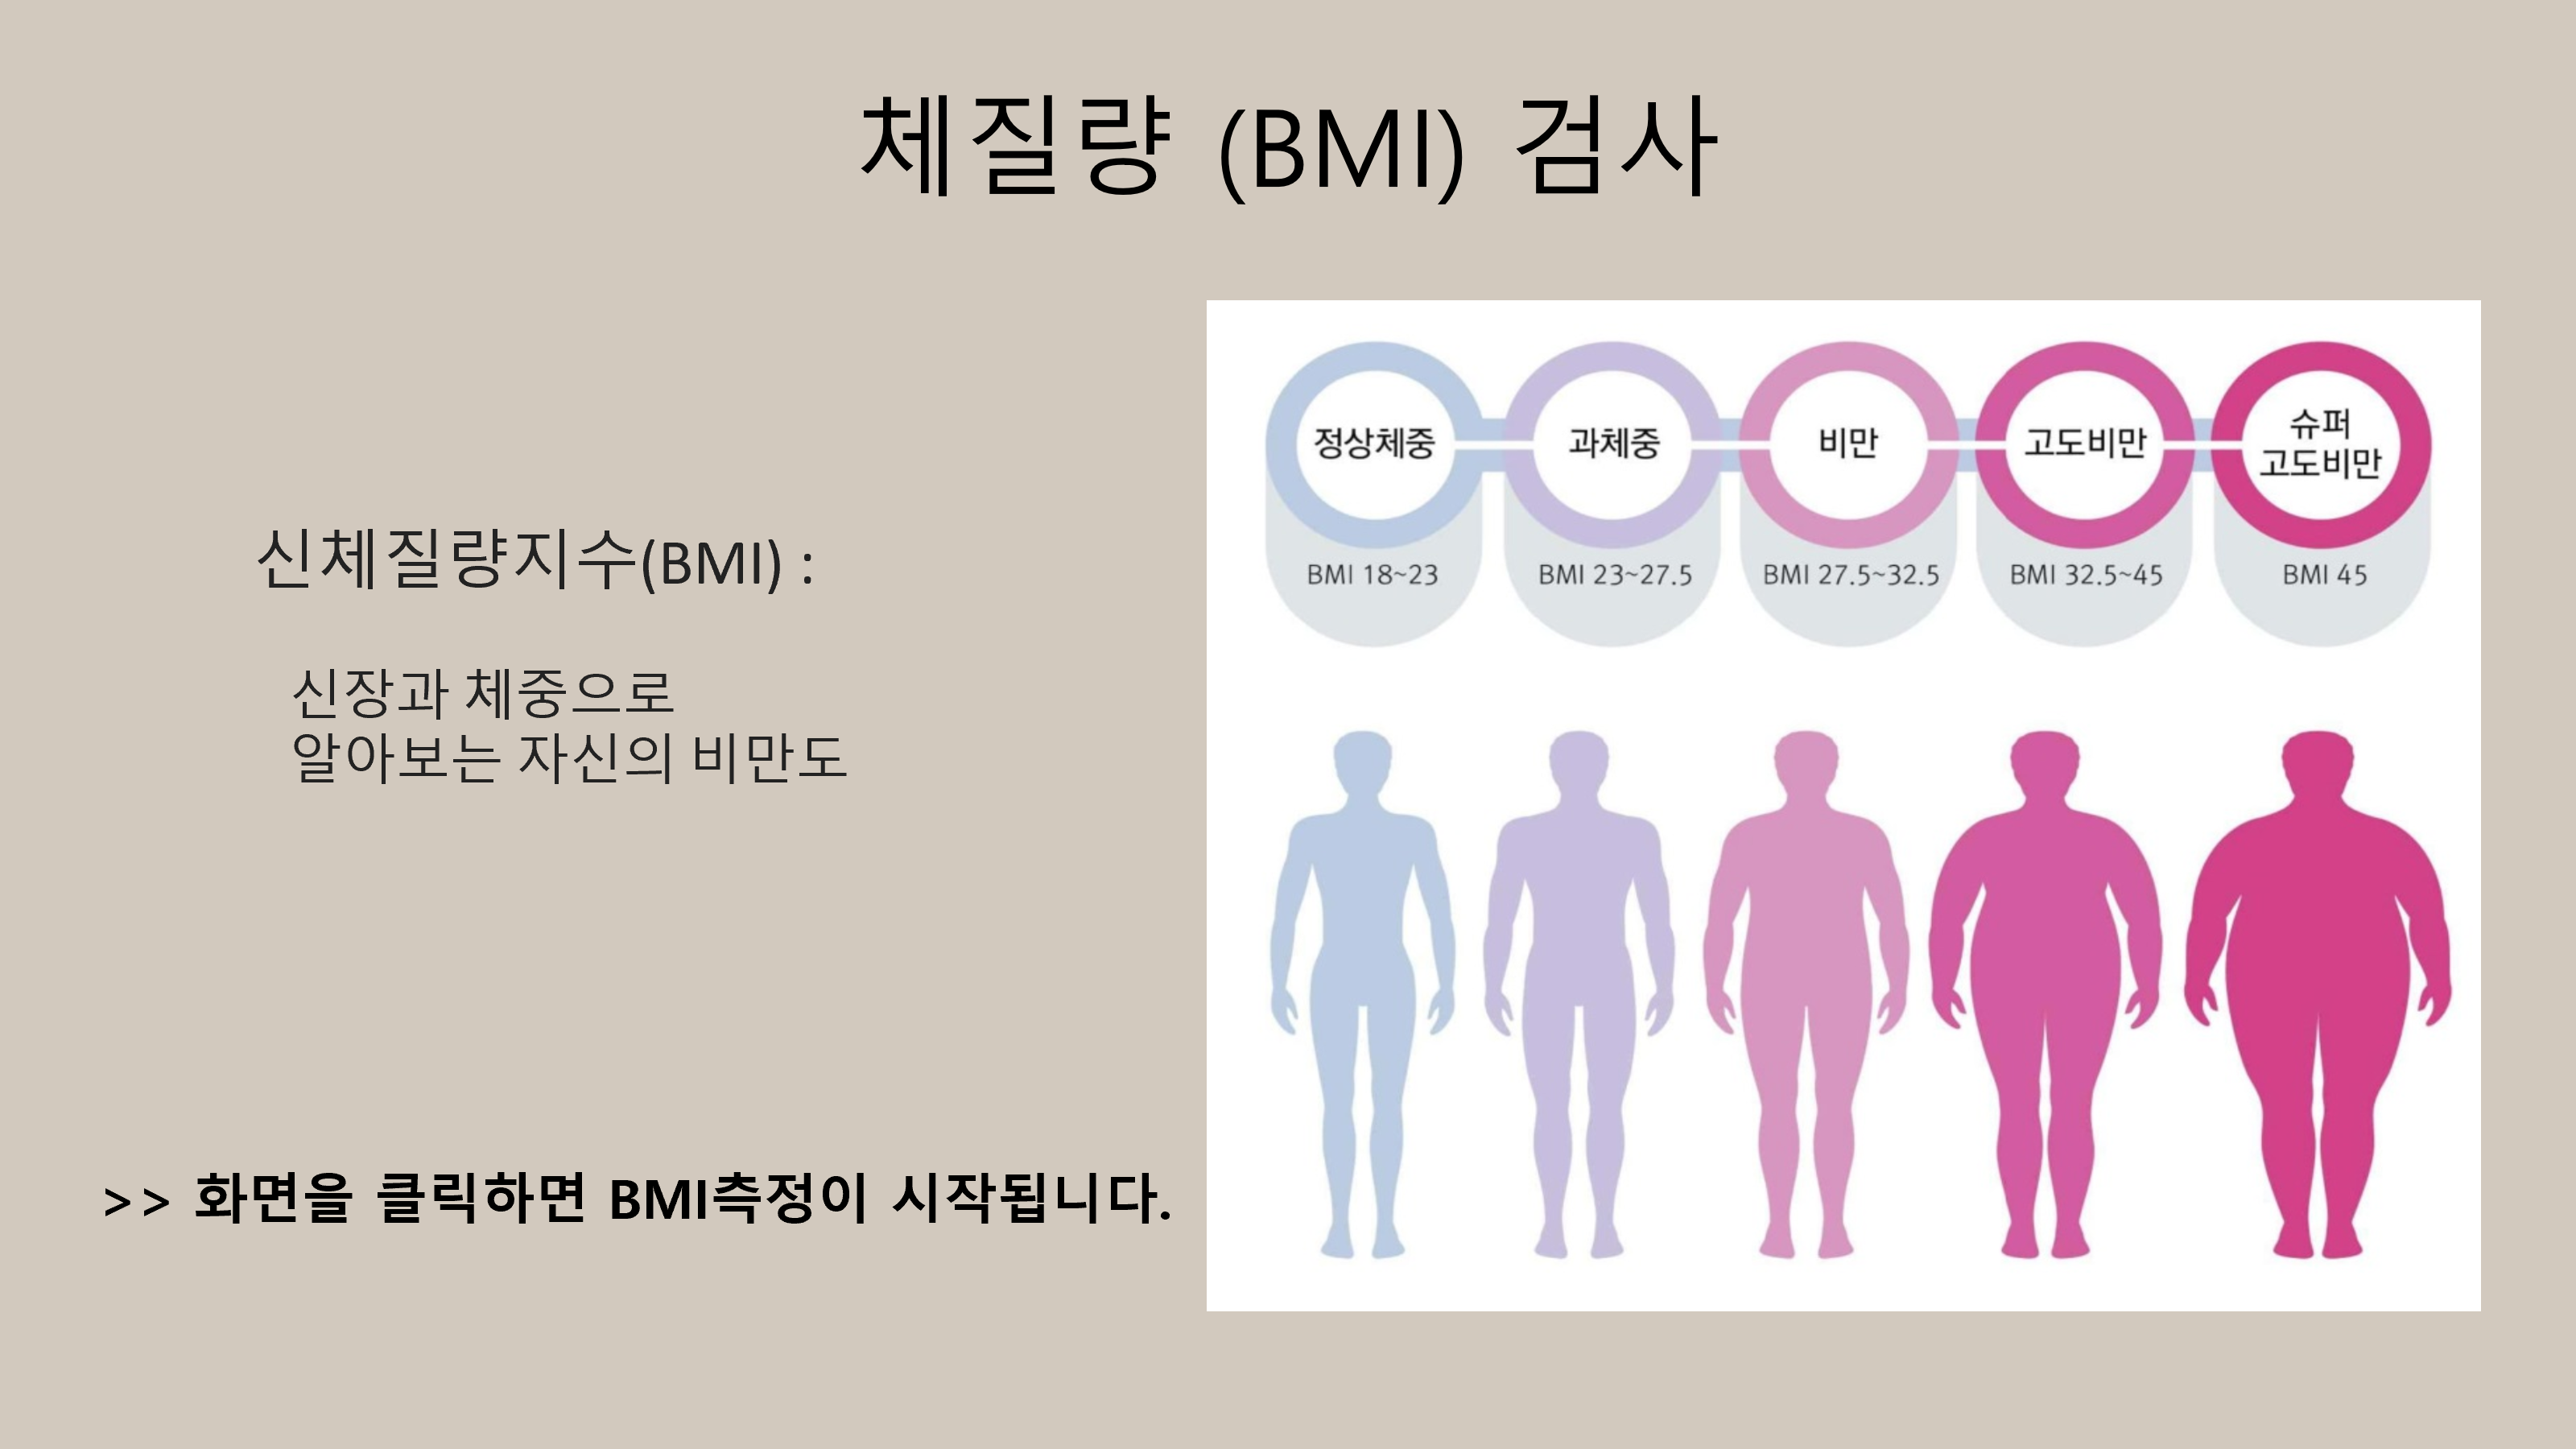 체질량 (BMI) 검사
신체질량지수(BMI) :
신장과 체중으로
알아보는 자신의 비만도
>> 화면을 클릭하면 BMI측정이 시작됩니다.
정상체중
과체중
비만
고도비만
슈퍼
고도비만
BMI 18~23
BMI 23~27.5
BMI 27.5~32.5
BMI 32.5~45
BMI 45